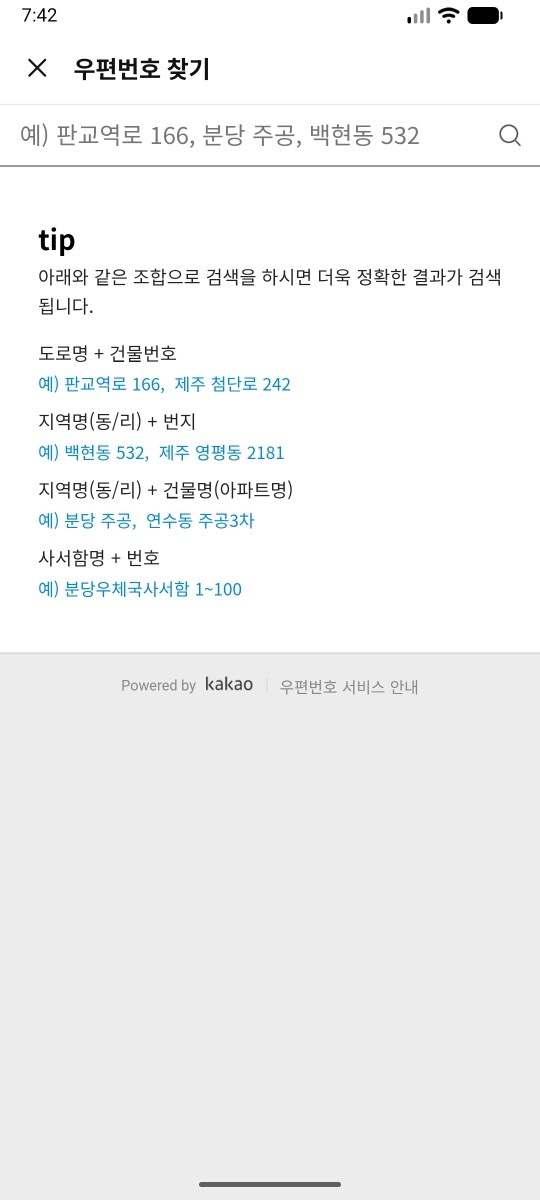 7:42
우편번호 찾기
예) 판교역로 166, 분당 주공, 백현동 532
tip
아래와 같은 조합으로 검색을 하시면 더욱 정확한 결과가 검색
됩니다.
도로명 + 건물번호
예) 판교역로 166, 제주 첨단로 242
지역명(동/리) + 번지
예) 백현동 532, 제주 영평동 2181
지역명(동/리) + 건물명(아파트명)
예) 분당 주공, 연수동 주공3차
사서함명 + 번호
예) 분당우체국사서함 1~100
Powered by kakao 우편번호 서비스 안내